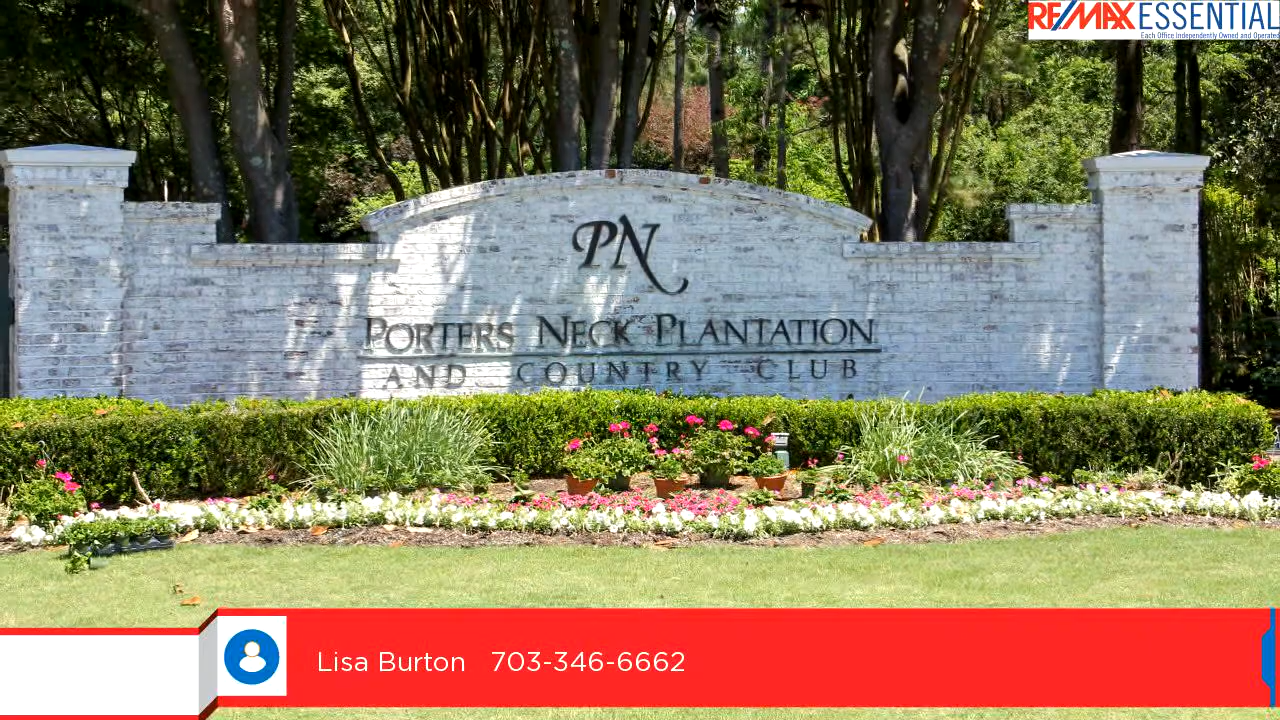 RE/MAX ESSENTIAL
Each Office Independently Owned and Operated
PN
PORTERS NECK PLANTATION
AND COUNTRY CLUB
Lisa Burton 703-346-6662